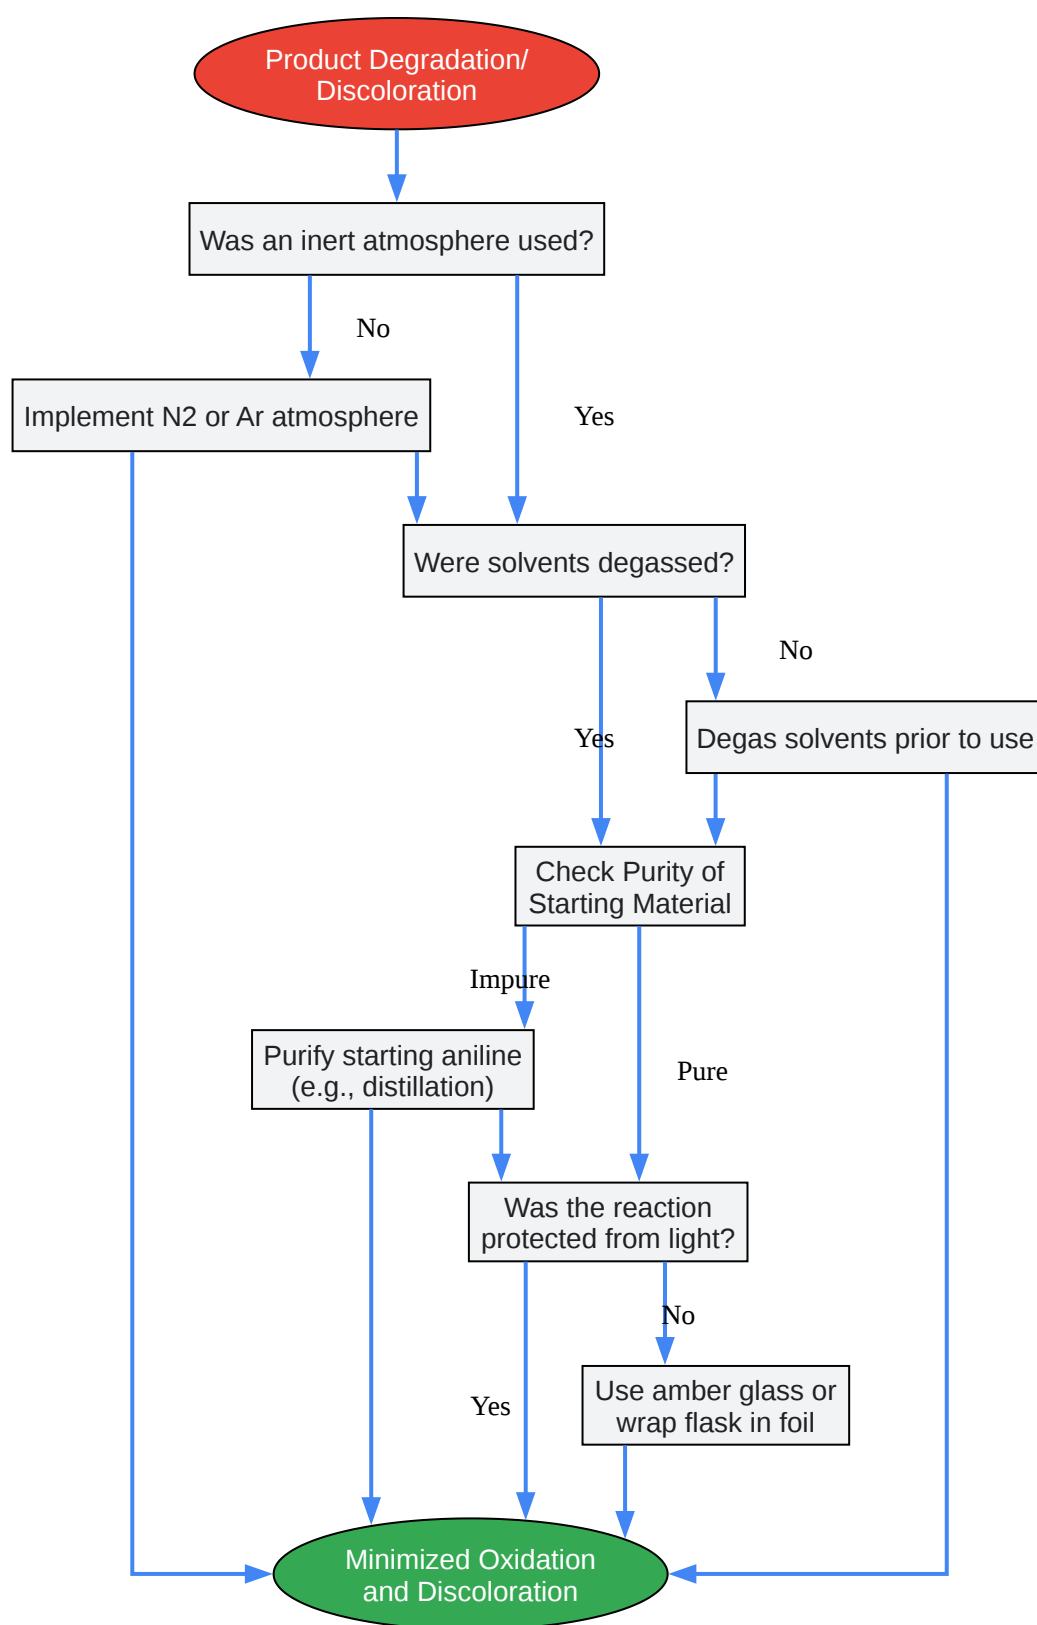 Product Degradation/
Discoloration
Was an inert atmosphere used?
No
Implement N2 or Ar atmosphere
Yes
Were solvents degassed?
No
Yes
Degas solvents prior to use
Check Purity of
Starting Material
Impure
Purify starting aniline
(e.g., distillation)
Pure
Was the reaction
protected from light?
No
Use amber glass or
wrap flask in foil
Yes
Minimized Oxidation
and Discoloration